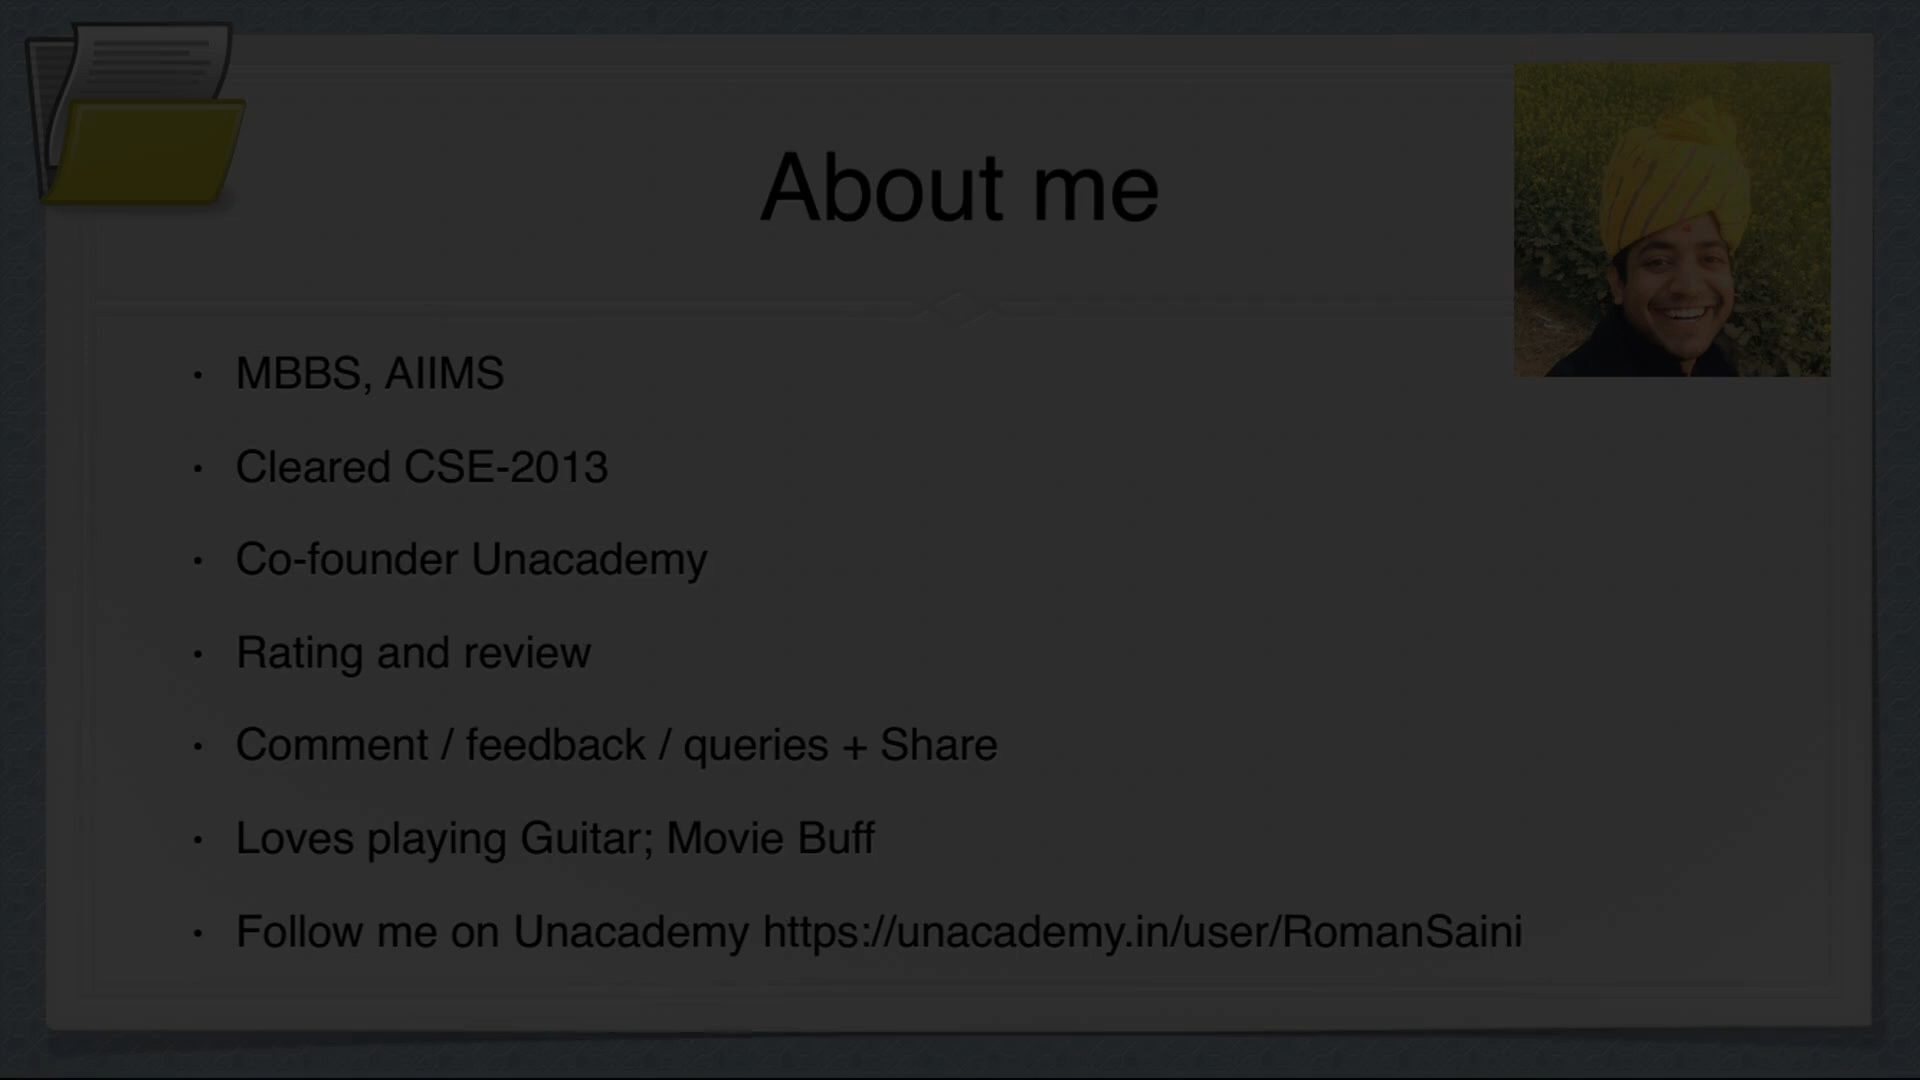 About me
• MBBS, AIIMS
• Cleared CSE-2013
• Co-founder Unacademy
• Rating and review
• Comment / feedback / queries + Share
• Loves playing Guitar; Movie Buff
• Follow me on Unacademy https://unacademy.in/user/RomanSaini